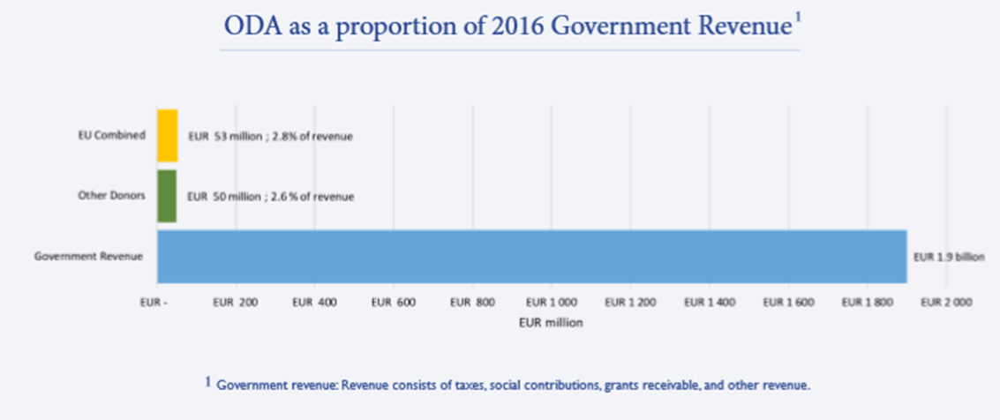 ODA as a proportion of 2016 Government Revenue¹
EU Combined
EUR 53 million ; 2.8% of revenue
Other Donors
EUR 50 million ; 2.6% of revenue
Government Revenue
EUR 1.9 billion
EUR - EUR 200 EUR 400 EUR 600 EUR 800 EUR 1 000 EUR 1 200 EUR 1 400 EUR 1 600 EUR 1 800 EUR 2 000
EUR million
¹ Government revenue: Revenue consists of taxes, social contributions, grants receivable, and other revenue.